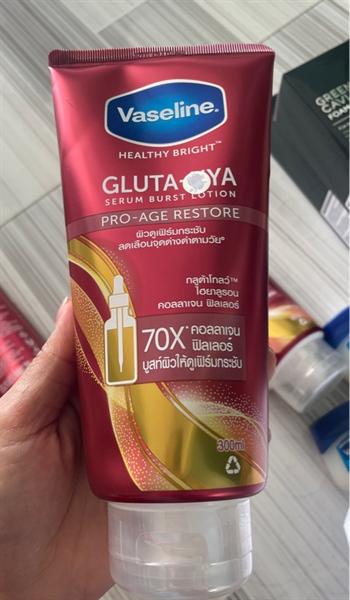 Vaseline.
HEALTHY BRIGHT™
GLUTA- YA
SERUM BURST LOTION
PRO-AGE RESTORE
ผิวดูเฟิร์มกระชับ
ลดเลือนจุดด่างดำตามวัย*
กลูต้าโกลว์™
ไฮยาลูรอน
คอลลาเจน ฟิลเลอร์
70X* คอลลาเจน
ฟิลเลอร์
บูสท์ผิวให้ดูเฟิร์มกระชับ
300ml
GREEN
CAVI
FOAM